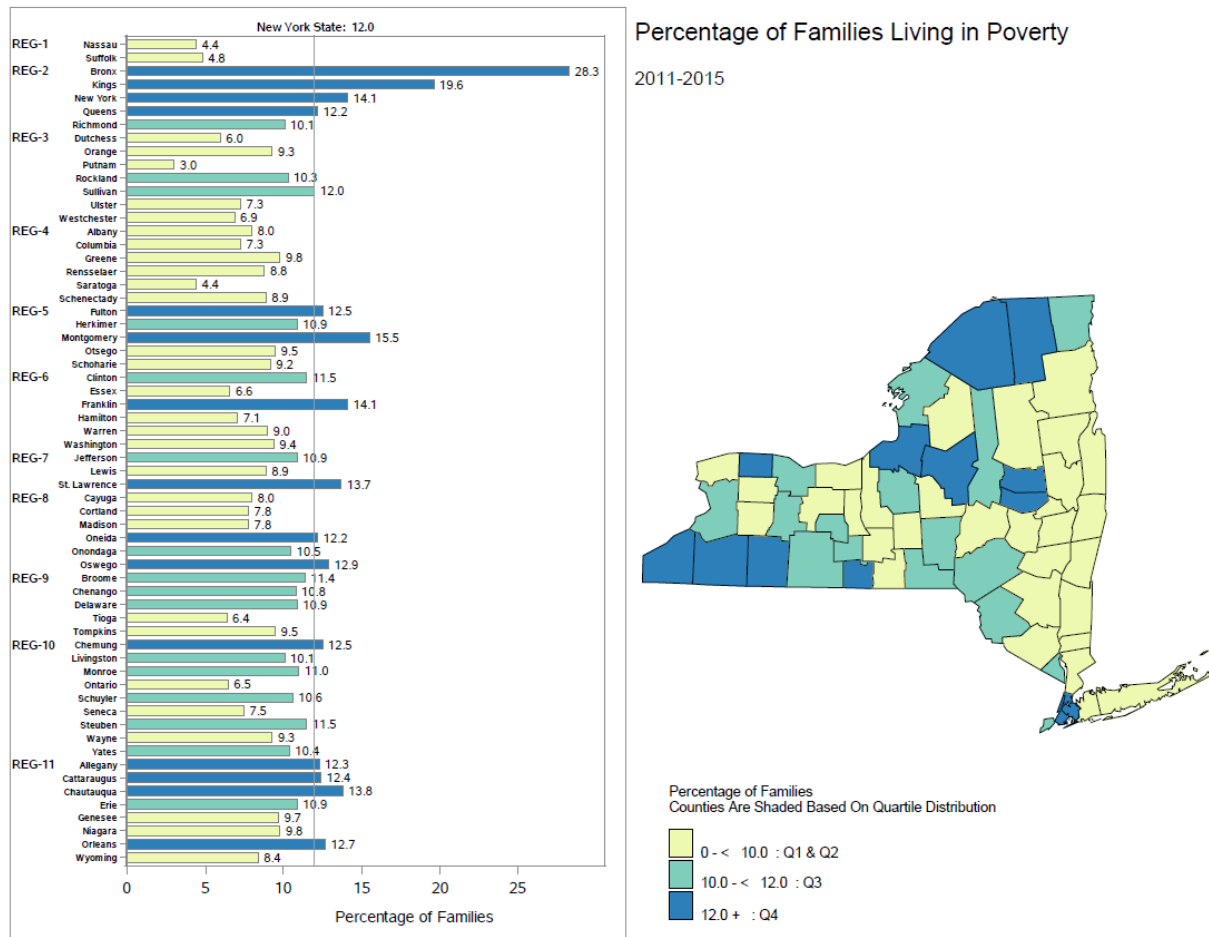 New York State: 12.0
REG-1 Nassau 4.4
Suffolk 4.8
REG-2 Bronx 28.3
Kings 19.6
New York 14.1
Queens 12.2
Richmond 10.1
REG-3 Dutchess 6.0
Orange 9.3
Putnam 3.0
Rockland 10.3
Sullivan 12.0
Ulster 7.3
Westchester 6.9
REG-4 Albany 8.0
Columbia 7.3
Greene 9.8
Rensselaer 8.8
Saratoga 4.4
Schenectady 8.9
REG-5 Fulton 12.5
Herkimer 10.9
Montgomery 15.5
Otsego 9.5
Schoharie 9.2
REG-6 Clinton 11.5
Essex 6.6
Franklin 14.1
Hamilton 7.1
Warren 9.0
Washington 9.4
REG-7 Jefferson 10.9
Lewis 8.9
St. Lawrence 13.7
REG-8 Cayuga 8.0
Cortland 7.8
Madison 7.8
Oneida 12.2
Onondaga 10.5
Oswego 12.9
REG-9 Broome 11.4
Chenango 10.8
Delaware 10.9
Tioga 6.4
Tompkins 9.5
REG-10 Chemung 12.5
Livingston 10.1
Monroe 11.0
Ontario 6.5
Schuyler 10.6
Seneca 7.5
Steuben 11.5
Wayne 9.3
Yates 10.4
REG-11 Allegany 12.3
Cattaraugus 12.4
Chautauqua 13.8
Erie 10.9
Genesee 9.7
Niagara 9.8
Orleans 12.7
Wyoming 8.4
0 5 10 15 20 25
Percentage of Families
Percentage of Families Living in Poverty
2011-2015
Percentage of Families
Counties Are Shaded Based On Quartile Distribution
0 - < 10.0 : Q1 & Q2
10.0 - < 12.0 : Q3
12.0 + : Q4